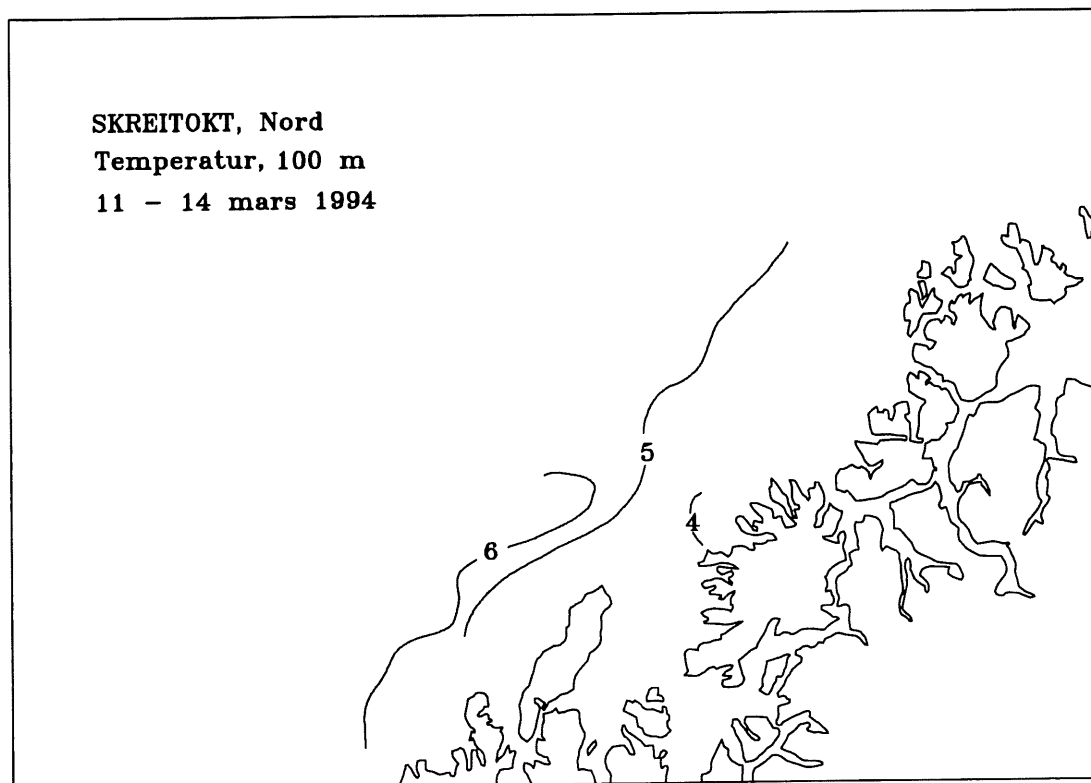 SKREITOKT, Nord
Temperatur, 100 m
11 – 14 mars 1994
5
4
6